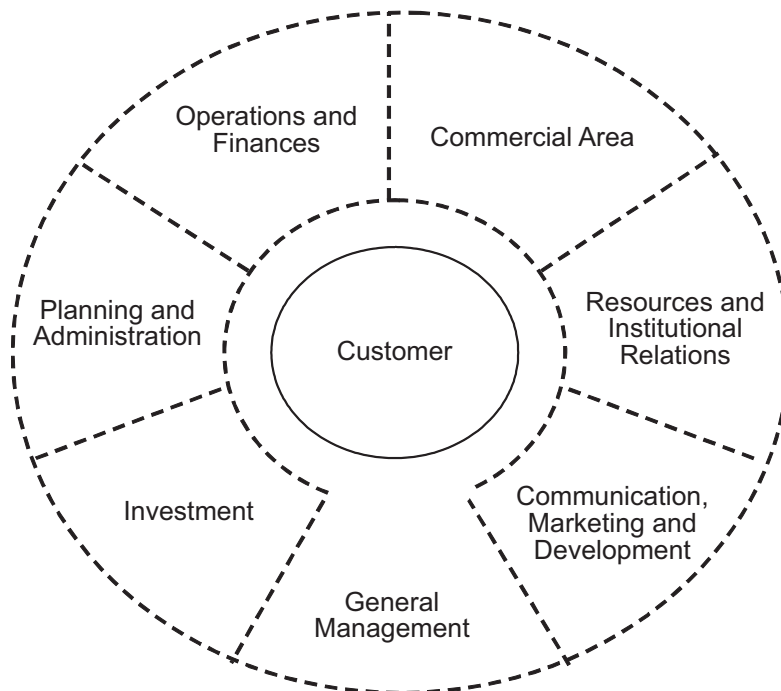 Operations and
Finances
Commercial Area
Planning and
Administration
Customer
Resources and
Institutional
Relations
Investment
Communication,
Marketing and
Development
General
Management